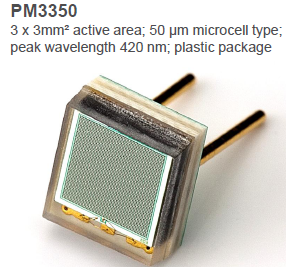 PM3350
3 x 3mm² active area; 50 µm microcell type;
peak wavelength 420 nm; plastic package